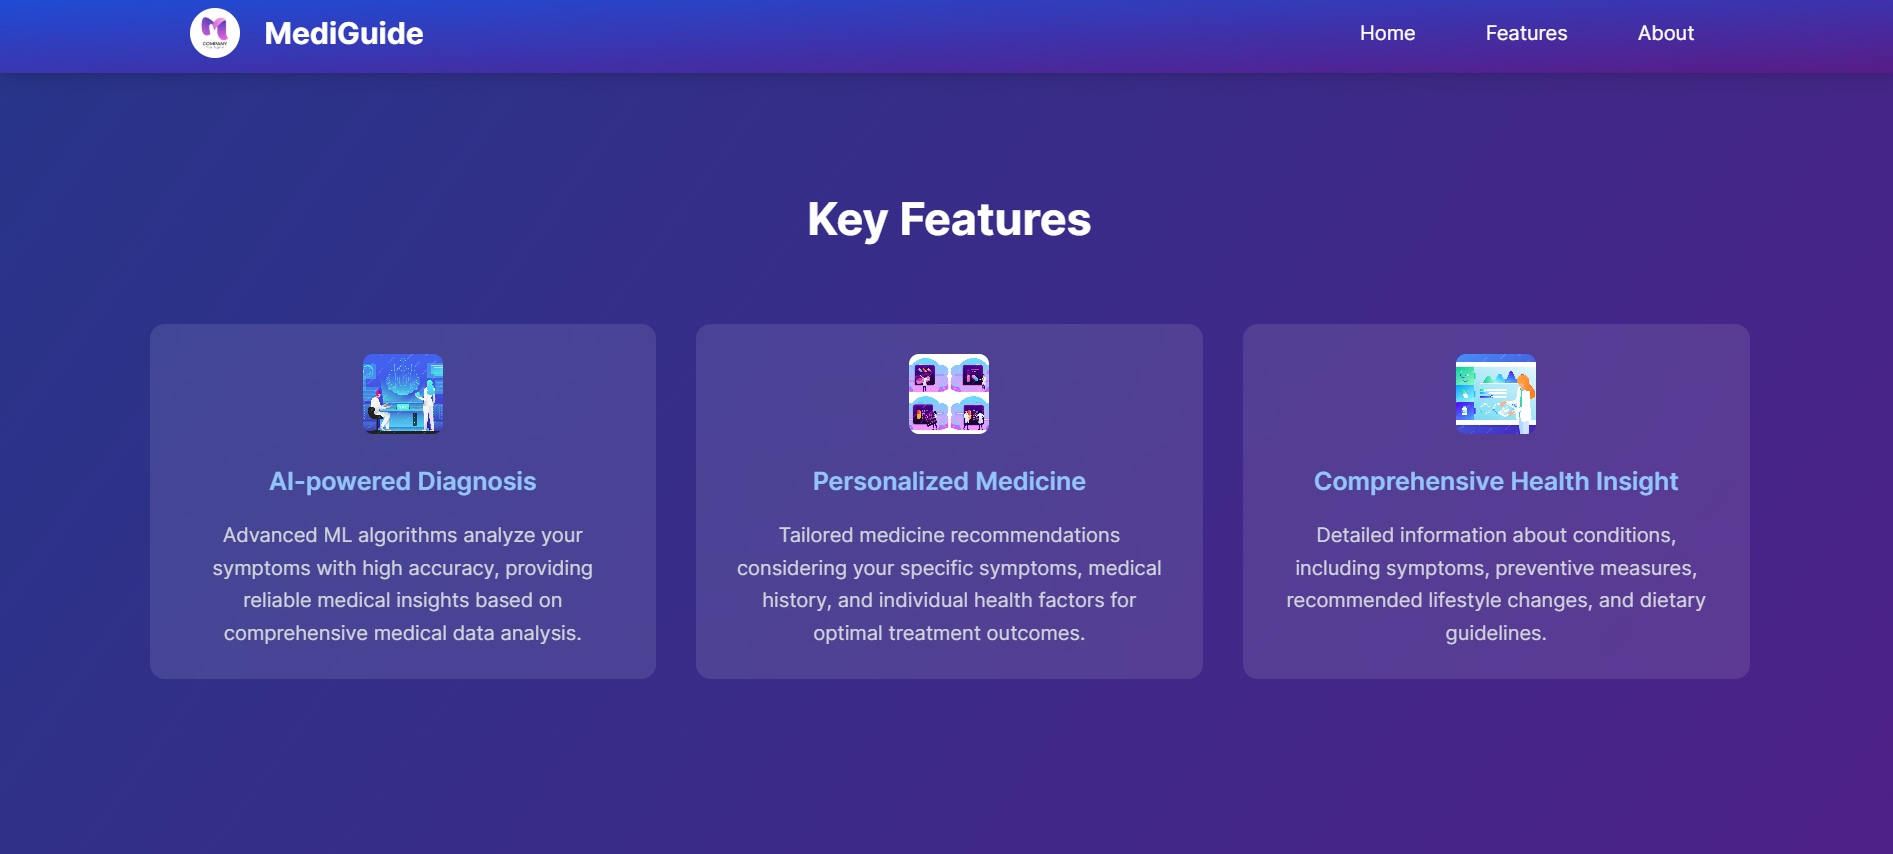 COMPANY
MediGuide
Home
Features
About
Key Features
AI-powered Diagnosis
Advanced ML algorithms analyze your
symptoms with high accuracy, providing
reliable medical insights based on
comprehensive medical data analysis.
Personalized Medicine
Tailored medicine recommendations
considering your specific symptoms, medical
history, and individual health factors for
optimal treatment outcomes.
Comprehensive Health Insight
Detailed information about conditions,
including symptoms, preventive measures,
recommended lifestyle changes, and dietary
guidelines.